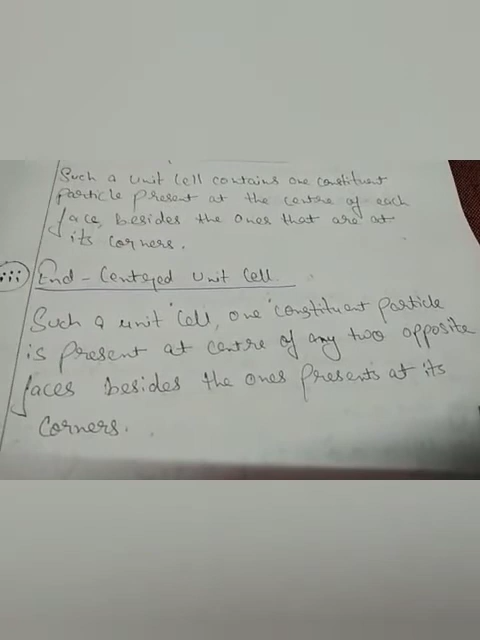 Such a unit cell contains one constituent
particle present at the centre of each
face, besides the ones that are at
its corners.
iii End-Centered Unit Cell
Such a unit cell, one constituent particle
is present at centre of any two opposite
faces besides the ones presents at its
corners.